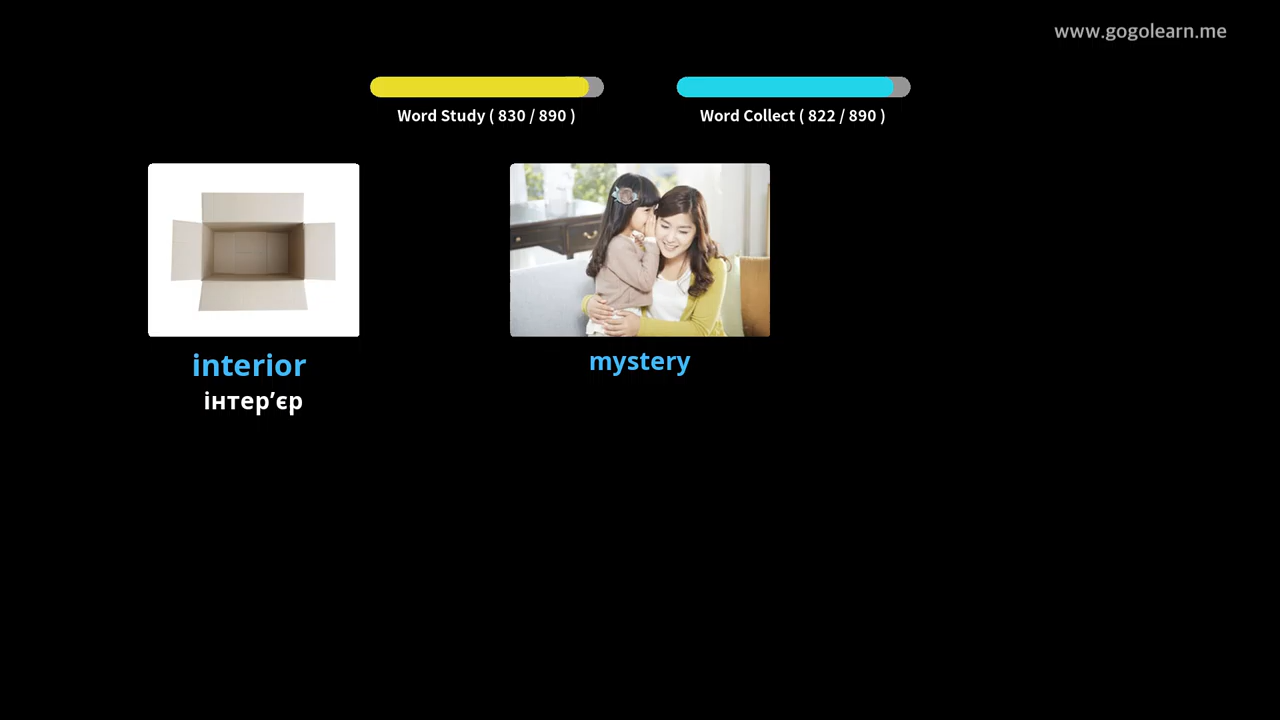 www.gogolearn.me
Word Study ( 830 / 890 )
Word Collect ( 822 / 890 )
interior
інтер’єр
mystery